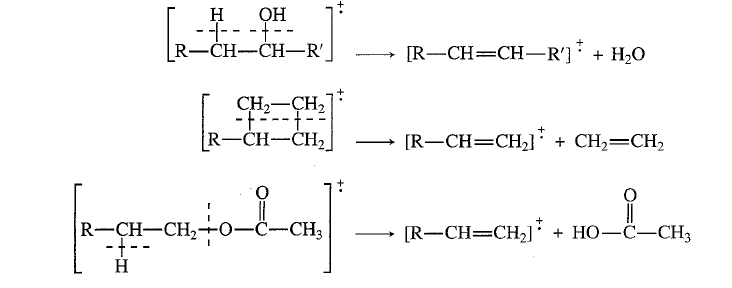 H OH
[R—CH—CH—R′]+· ⟶ [R—CH=CH—R′]+· + H₂O
CH₂—CH₂
[R—CH—CH₂]+· ⟶ [R—CH=CH₂]+· + CH₂=CH₂
O O
[R—CH—CH₂—O—C—CH₃]+· ⟶ [R—CH=CH₂]+· + HO—C—CH₃
H